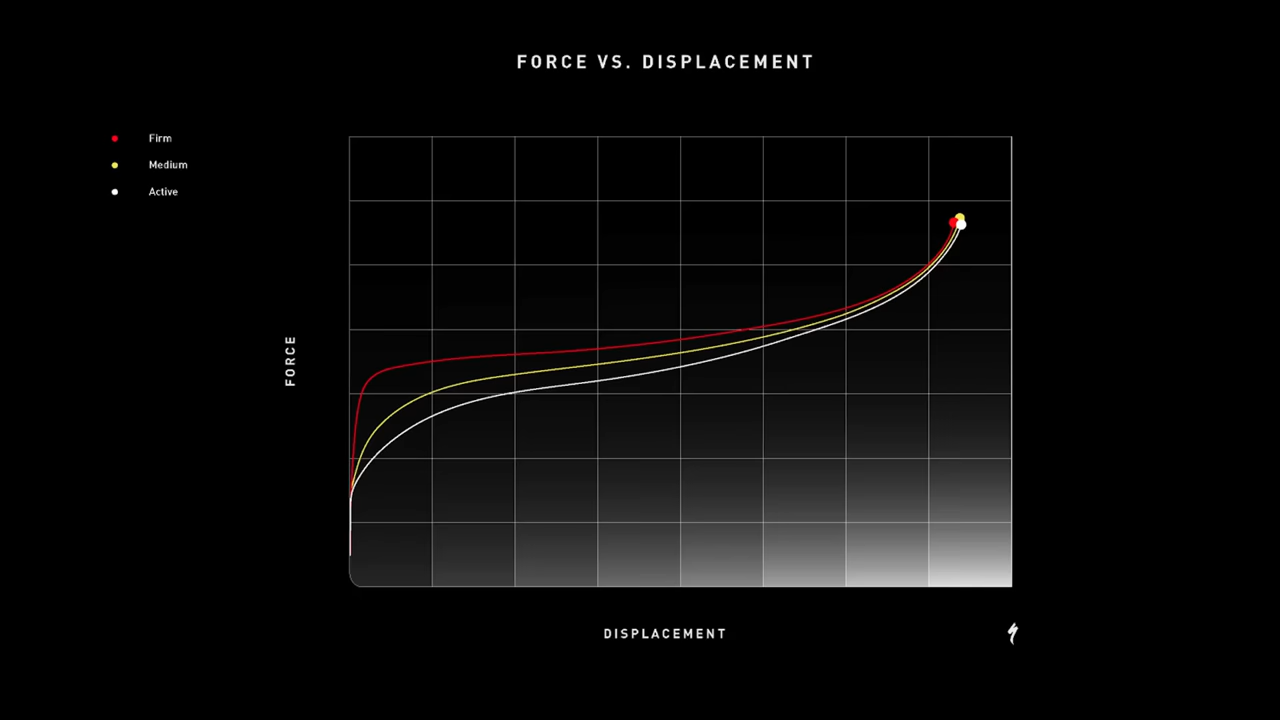 FORCE VS. DISPLACEMENT
Firm
Medium
Active
FORCE
DISPLACEMENT